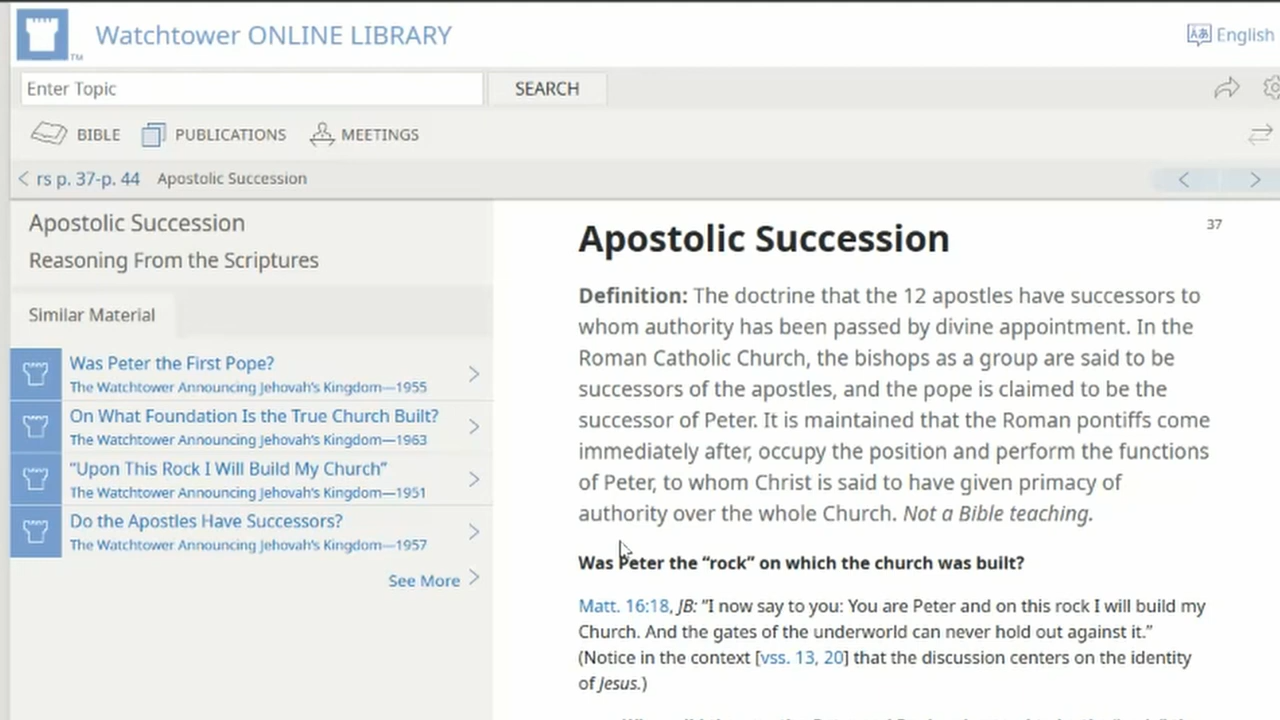 Watchtower ONLINE LIBRARY
TM
English
Enter Topic
SEARCH
BIBLE
PUBLICATIONS
MEETINGS
rs p. 37-p. 44
Apostolic Succession
Apostolic Succession
Reasoning From the Scriptures
Similar Material
Was Peter the First Pope?
The Watchtower Announcing Jehovah's Kingdom—1955
On What Foundation Is the True Church Built?
The Watchtower Announcing Jehovah's Kingdom—1963
“Upon This Rock I Will Build My Church”
The Watchtower Announcing Jehovah's Kingdom—1951
Do the Apostles Have Successors?
The Watchtower Announcing Jehovah's Kingdom—1957
See More
Apostolic Succession
37
Definition: The doctrine that the 12 apostles have successors to
whom authority has been passed by divine appointment. In the
Roman Catholic Church, the bishops as a group are said to be
successors of the apostles, and the pope is claimed to be the
successor of Peter. It is maintained that the Roman pontiffs come
immediately after, occupy the position and perform the functions
of Peter, to whom Christ is said to have given primacy of
authority over the whole Church. Not a Bible teaching.
Was Peter the “rock” on which the church was built?
Matt. 16:18, JB: “I now say to you: You are Peter and on this rock I will build my
Church. And the gates of the underworld can never hold out against it.”
(Notice in the context [vss. 13, 20] that the discussion centers on the identity
of Jesus.)